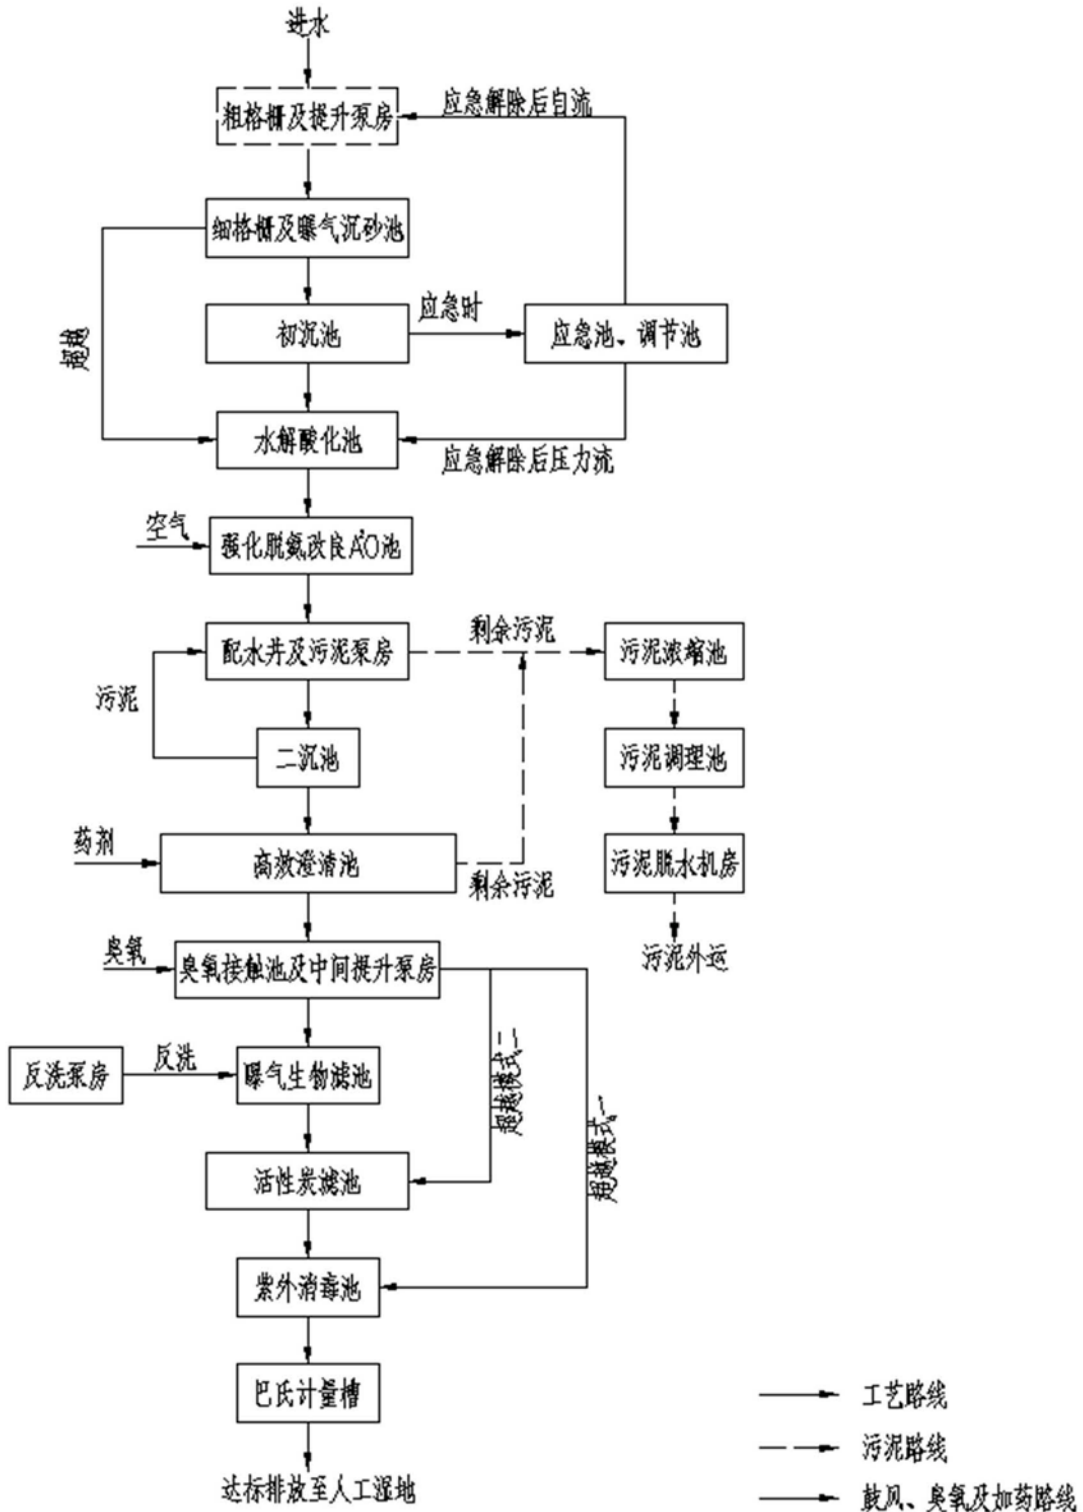 进水
应急解除后自流
粗格栅及提升泵房
细格栅及曝气沉砂池
应急时
初沉池
应急池、调节池
超越
水解酸化池
应急解除后压力流
空气
强化脱氮改良A²O池
剩余污泥
配水井及污泥泵房
污泥浓缩池
污泥
二沉池
污泥调理池
药剂
高效澄清池
污泥脱水机房
剩余污泥
臭氧
污泥外运
臭氧接触池及中间提升泵房
反洗泵房
反洗
曝气生物滤池
超越模式二
超越模式一
活性炭滤池
紫外消毒池
巴氏计量槽
工艺路线
污泥路线
达标排放至人工湿地
鼓风、臭氧及加药路线